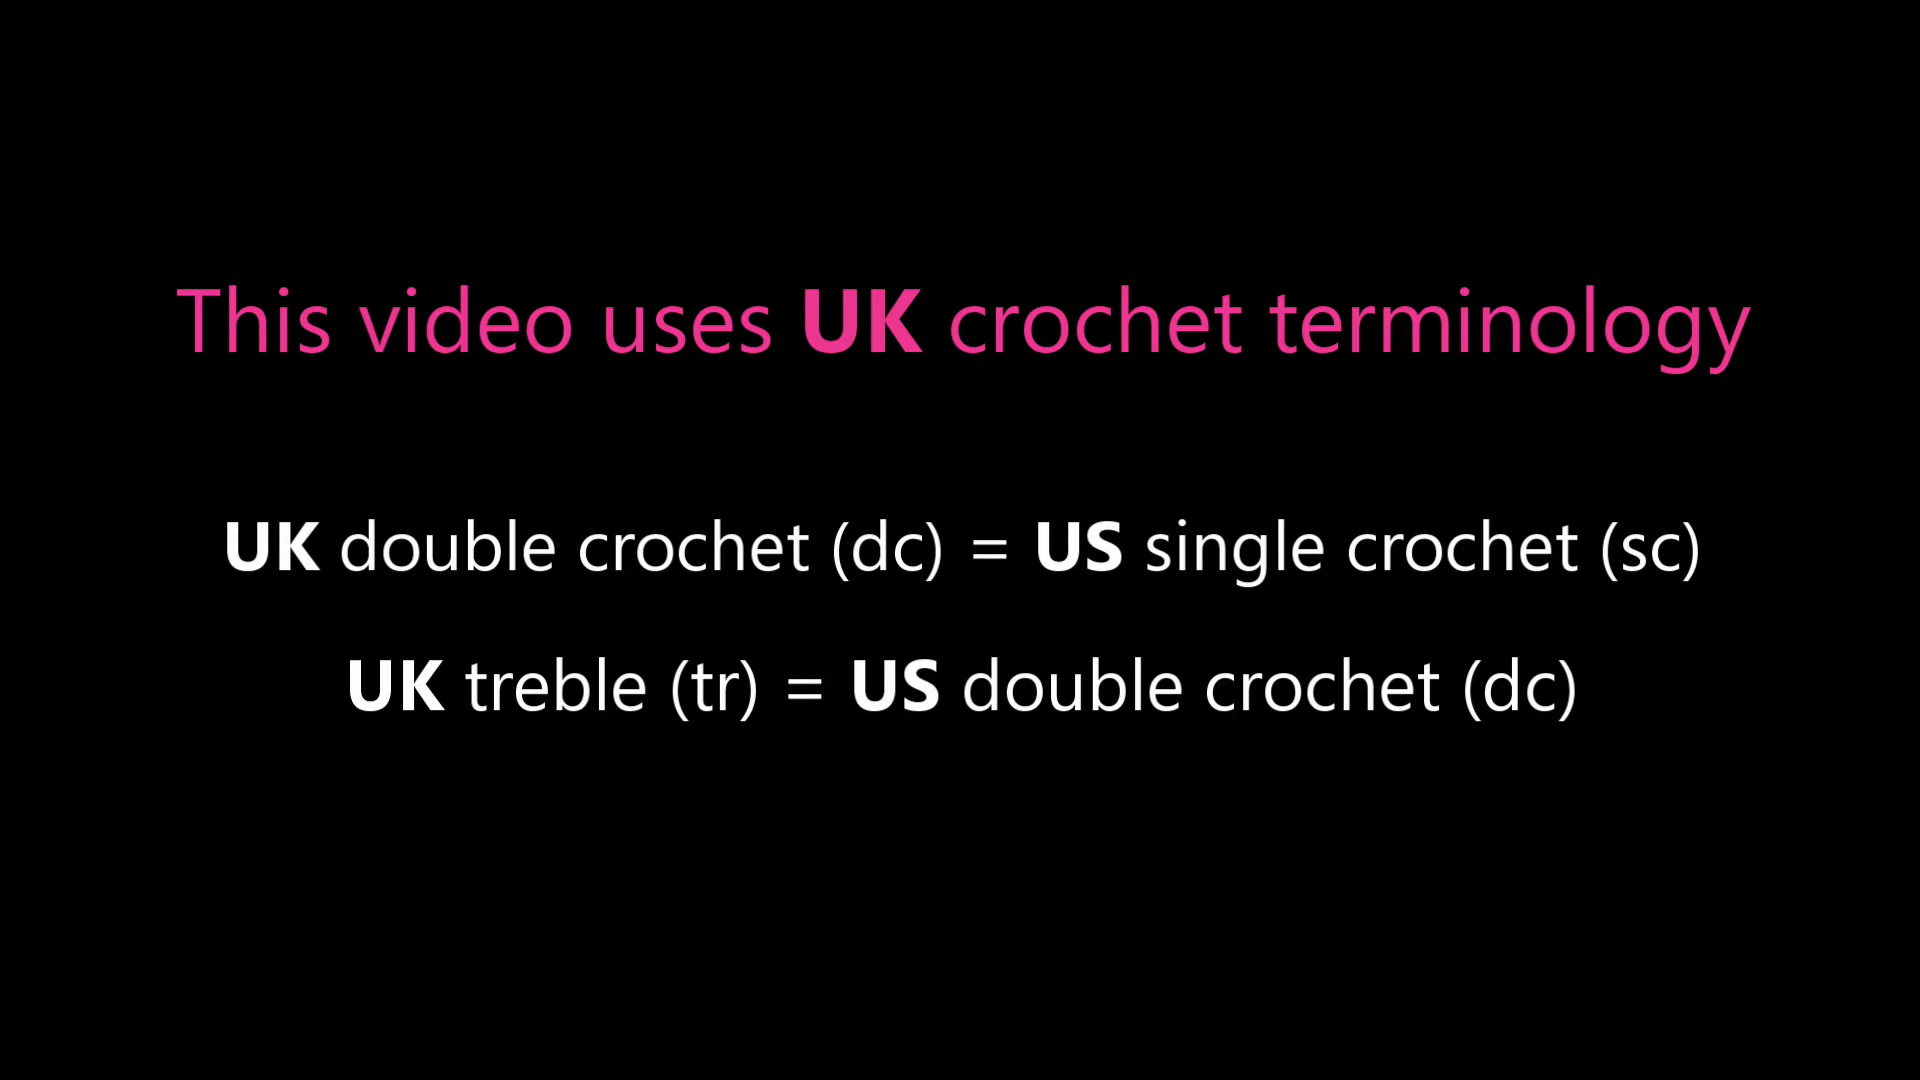 This video uses UK crochet terminology
UK double crochet (dc) = US single crochet (sc)
UK treble (tr) = US double crochet (dc)